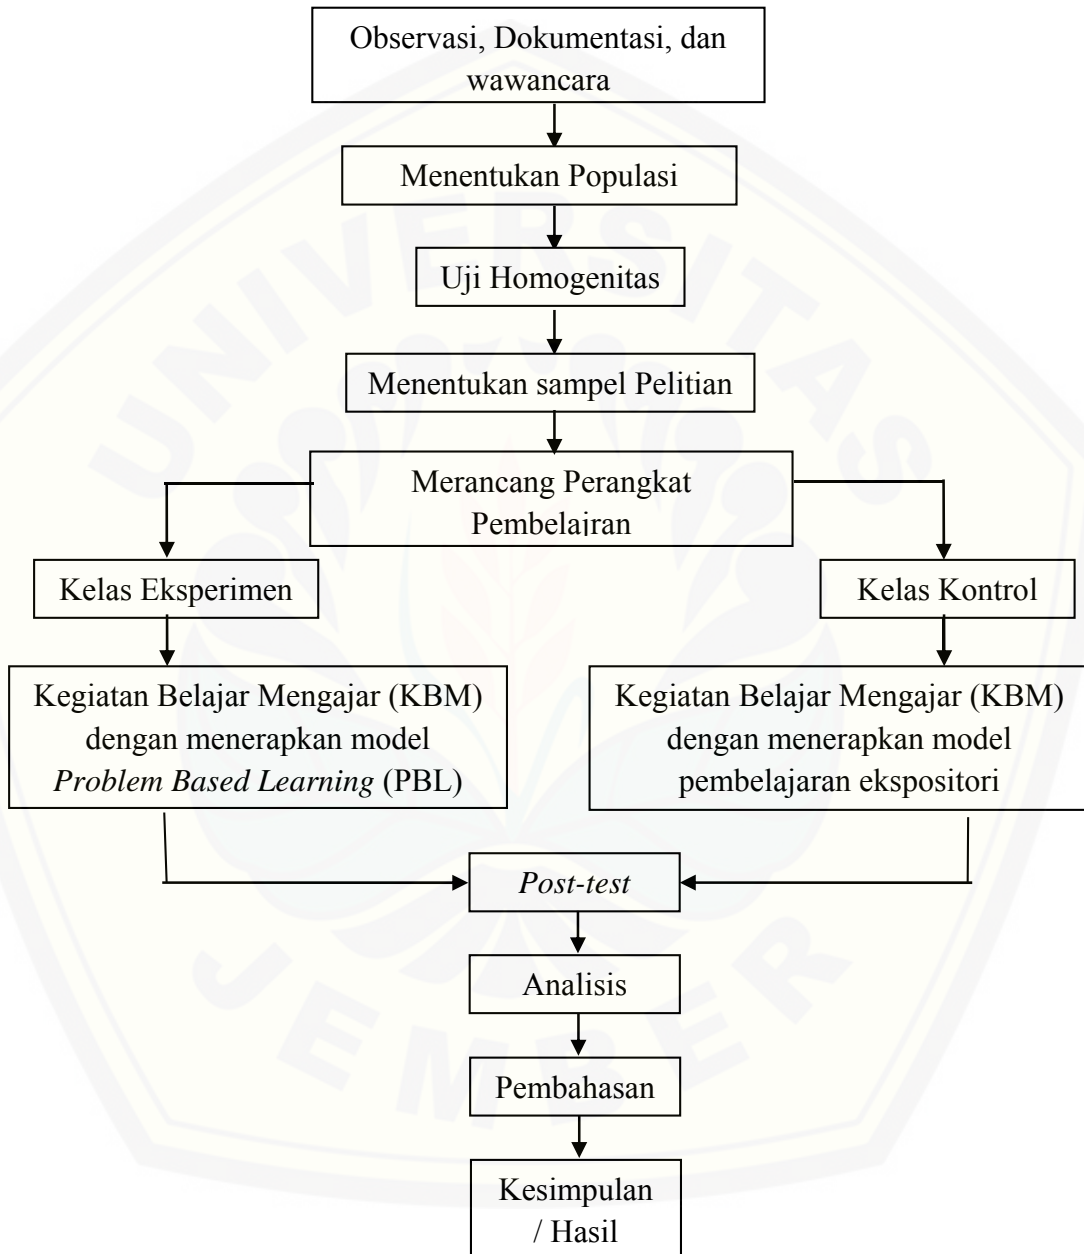 Observasi, Dokumentasi, dan
wawancara
Menentukan Populasi
Uji Homogenitas
Menentukan sampel Pelitian
Merancang Perangkat
Pembelajran
Kelas Eksperimen
Kelas Kontrol
Kegiatan Belajar Mengajar (KBM)
dengan menerapkan model
Problem Based Learning (PBL)
Kegiatan Belajar Mengajar (KBM)
dengan menerapkan model
pembelajaran ekspositori
Post-test
Analisis
Pembahasan
Kesimpulan
/ Hasil
UNIVERSITAS
JEMBER